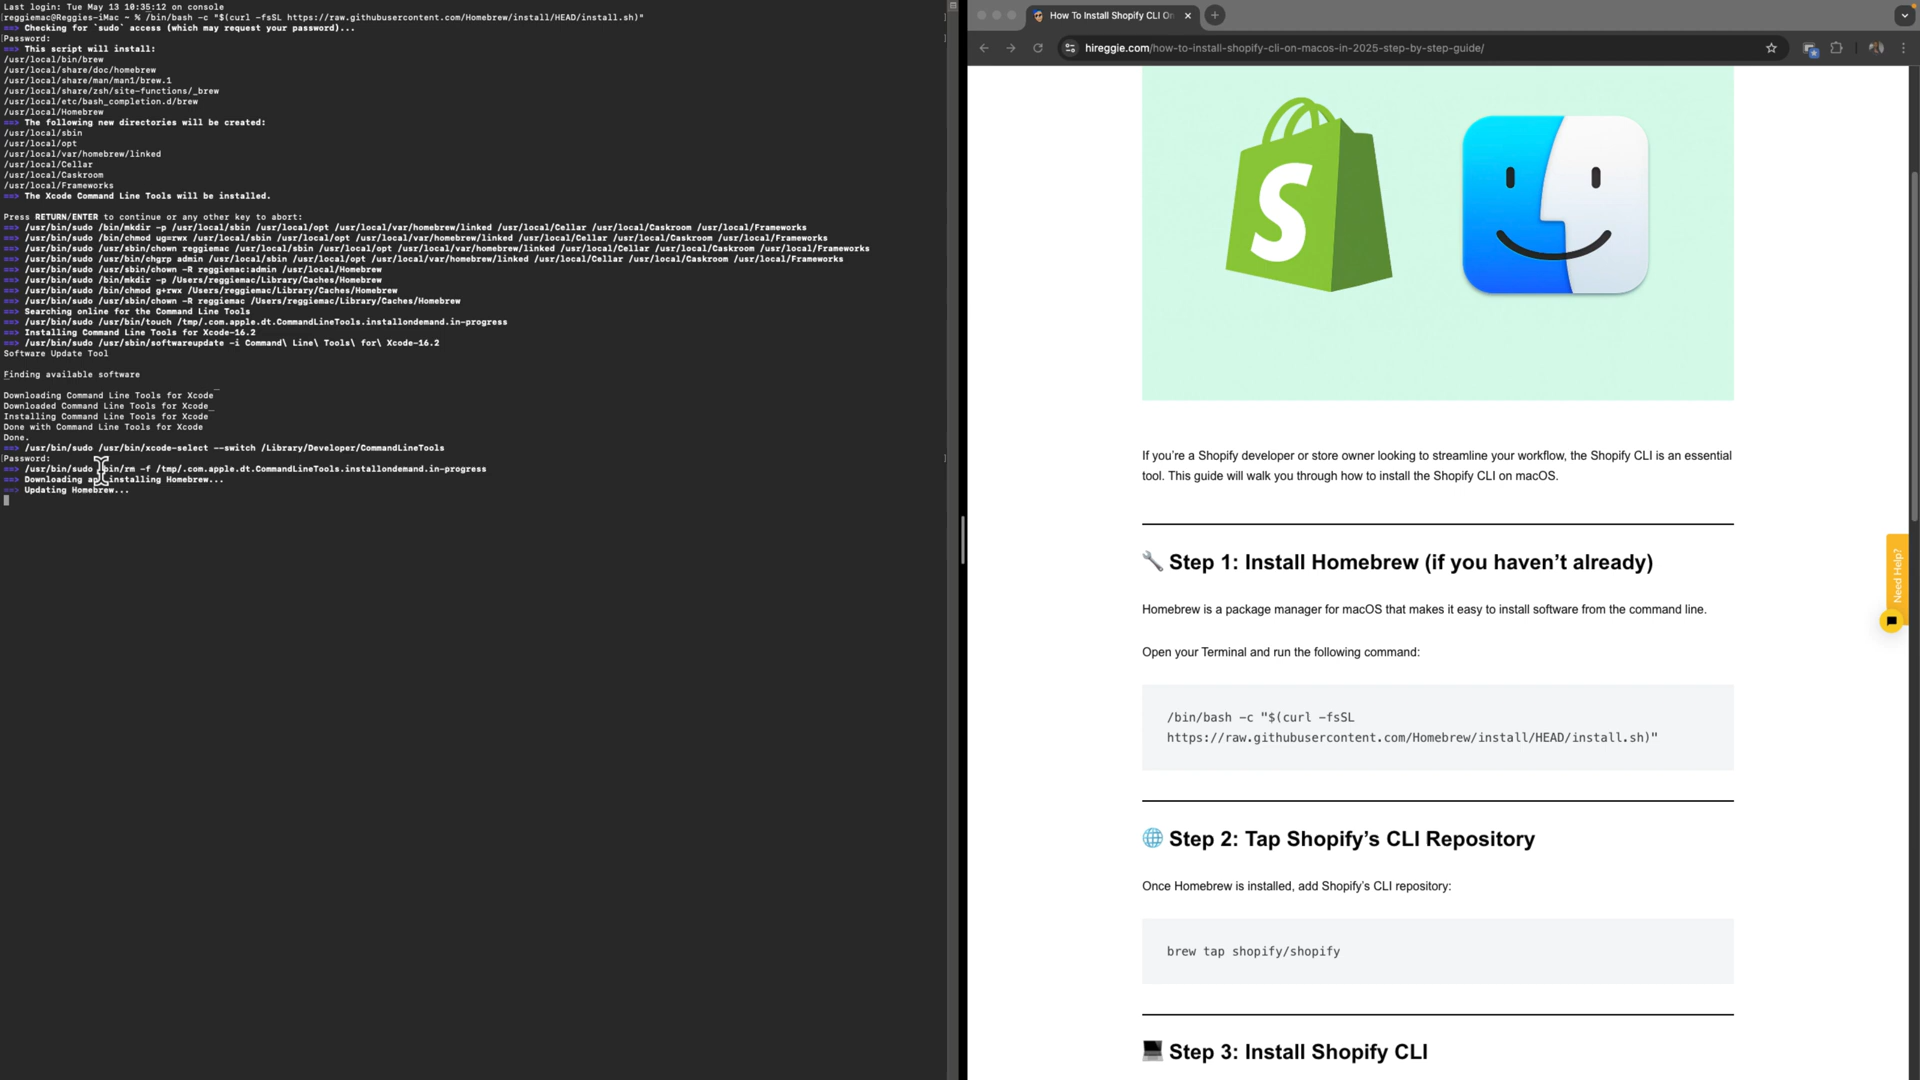 Last login: Tue May 13 10:35:12 on console
reggiemac@Reggies-iMac ~ % /bin/bash -c "$(curl -fsSL https://raw.githubusercontent.com/Homebrew/install/HEAD/install.sh)"
==> Checking for `sudo` access (which may request your password)...
Password:
==> This script will install:
/usr/local/bin/brew
/usr/local/share/doc/homebrew
/usr/local/share/man/man1/brew.1
/usr/local/share/zsh/site-functions/_brew
/usr/local/etc/bash_completion.d/brew
/usr/local/Homebrew
==> The following new directories will be created:
/usr/local/sbin
/usr/local/opt
/usr/local/var/homebrew/linked
/usr/local/Cellar
/usr/local/Caskroom
/usr/local/Frameworks
==> The Xcode Command Line Tools will be installed.
Press RETURN/ENTER to continue or any other key to abort:
==> /usr/bin/sudo /bin/mkdir -p /usr/local/sbin /usr/local/opt /usr/local/var/homebrew/linked /usr/local/Cellar /usr/local/Caskroom /usr/local/Frameworks
==> /usr/bin/sudo /bin/chmod ug=rwx /usr/local/sbin /usr/local/opt /usr/local/var/homebrew/linked /usr/local/Cellar /usr/local/Caskroom /usr/local/Frameworks
==> /usr/bin/sudo /usr/sbin/chown reggiemac /usr/local/sbin /usr/local/opt /usr/local/var/homebrew/linked /usr/local/Cellar /usr/local/Caskroom /usr/local/Frameworks
==> /usr/bin/sudo /usr/bin/chgrp admin /usr/local/sbin /usr/local/opt /usr/local/var/homebrew/linked /usr/local/Cellar /usr/local/Caskroom /usr/local/Frameworks
==> /usr/bin/sudo /usr/sbin/chown -R reggiemac:admin /usr/local/Homebrew
==> /usr/bin/sudo /bin/mkdir -p /Users/reggiemac/Library/Caches/Homebrew
==> /usr/bin/sudo /bin/chmod g+rwx /Users/reggiemac/Library/Caches/Homebrew
==> /usr/bin/sudo /usr/sbin/chown -R reggiemac /Users/reggiemac/Library/Caches/Homebrew
==> Searching online for the Command Line Tools
==> /usr/bin/sudo /usr/bin/touch /tmp/.com.apple.dt.CommandLineTools.installondemand.in-progress
==> Installing Command Line Tools for Xcode-16.2
==> /usr/bin/sudo /usr/sbin/softwareupdate -i Command\ Line\ Tools\ for\ Xcode-16.2
Software Update Tool
Finding available software
Downloading Command Line Tools for Xcode
Downloaded Command Line Tools for Xcode
Installing Command Line Tools for Xcode
Done with Command Line Tools for Xcode
Done.
==> /usr/bin/sudo /usr/bin/xcode-select --switch /Library/Developer/CommandLineTools
Password:
==> /usr/bin/sudo /bin/rm -f /tmp/.com.apple.dt.CommandLineTools.installondemand.in-progress
==> Downloading and installing Homebrew...
==> Updating Homebrew...
How To Install Shopify CLI On
hireggie.com/how-to-install-shopify-cli-on-macos-in-2025-step-by-step-guide/
S
If you're a Shopify developer or store owner looking to streamline your workflow, the Shopify CLI is an essential
tool. This guide will walk you through how to install the Shopify CLI on macOS.
🔧 Step 1: Install Homebrew (if you haven't already)
Homebrew is a package manager for macOS that makes it easy to install software from the command line.
Open your Terminal and run the following command:
/bin/bash -c "$(curl -fsSL
https://raw.githubusercontent.com/Homebrew/install/HEAD/install.sh)"
🌐 Step 2: Tap Shopify's CLI Repository
Once Homebrew is installed, add Shopify's CLI repository:
brew tap shopify/shopify
💻 Step 3: Install Shopify CLI
Need Help?